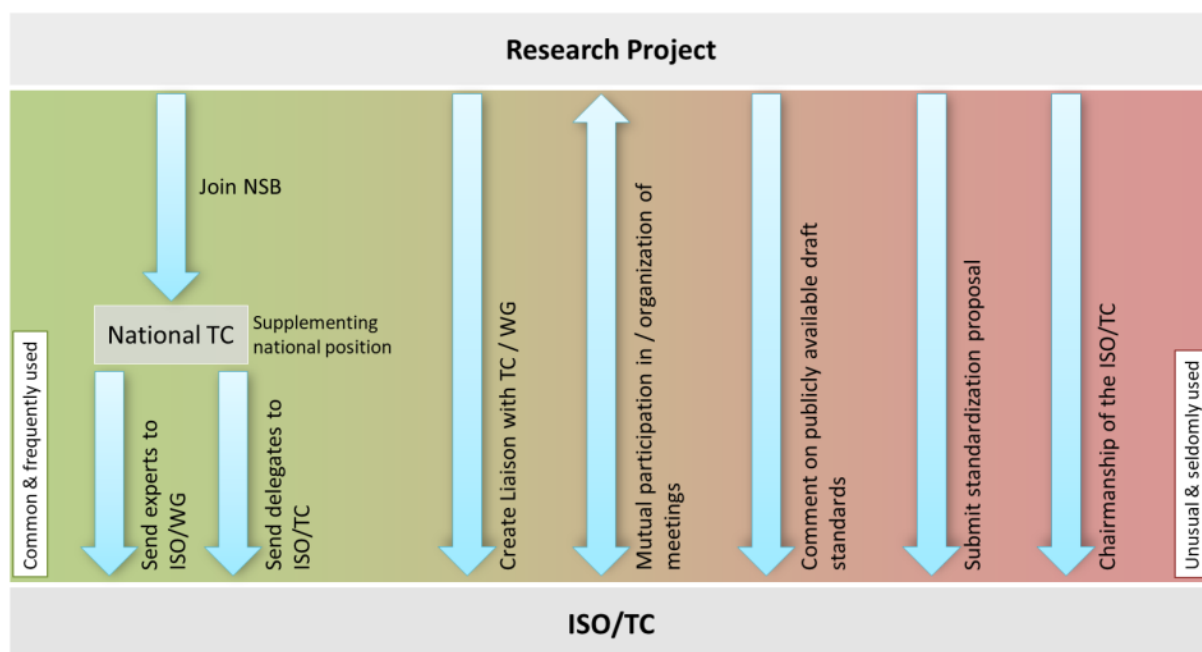 Research Project
Join NSB
National TC
Supplementing
national position
Common & frequently used
Send experts to
ISO/WG
Send delegates to
ISO/TC
Create Liaison with TC / WG
Mutual participation in / organization of
meetings
Comment on publicly available draft
standards
Submit standardization proposal
Chairmanship of the ISO/TC
Unusual & seldomly used
ISO/TC